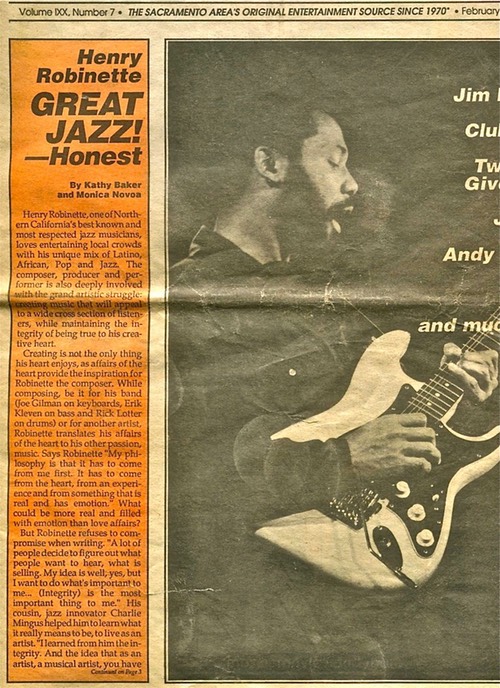 Volume IXX, Number 7 • THE SACRAMENTO AREA'S ORIGINAL ENTERTAINMENT SOURCE SINCE 1970" • February
Henry
Robinette
GREAT
JAZZ!
—Honest
By Kathy Baker
and Monica Novoa
Henry Robinette, one of North-
ern California's best known and
most respected jazz musicians,
loves entertaining local crowds
with his unique mix of Latino,
African, Pop and Jazz. The
composer, producer and per-
former is also deeply involved
with the grand artistic struggle:
creating music that will appeal
to a wide cross section of listen-
ers, while maintaining the in-
tegrity of being true to his crea-
tive heart.
Creating is not the only thing
his heart enjoys, as affairs of the
heart provide the inspiration for
Robinette the composer. While
composing, be it for his band
(Joe Gilman on keyboards, Erik
Kleven on bass and Rick Lotter
on drums) or for another artist,
Robinette translates his affairs
of the heart to his other passion,
music. Says Robinette "My phi-
losophy is that it has to come
from me first. It has to come
from the heart, from an experi-
ence and from something that is
real and has emotion." What
could be more real and filled
with emotion than love affairs?
But Robinette refuses to com-
promise when writing. "A lot of
people decide to figure out what
people want to hear, what is
selling. My idea is well, yes, but
I want to do what's important to
me... (Integrity) is the most
important thing to me." His
cousin, jazz innovator Charlie
Mingus helped him to learn what
it really means to be, to live as an
artist. "I learned from him the in-
tegrity. And the idea that as an
artist, a musical artist, you have
Continued on Page 3
Jim
Clu
Tw
Give
Andy
and muc